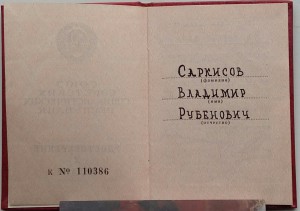 к № 110386
Саркисов
(фамилия)
Владимир
(имя)
Рубенович
(отчество)